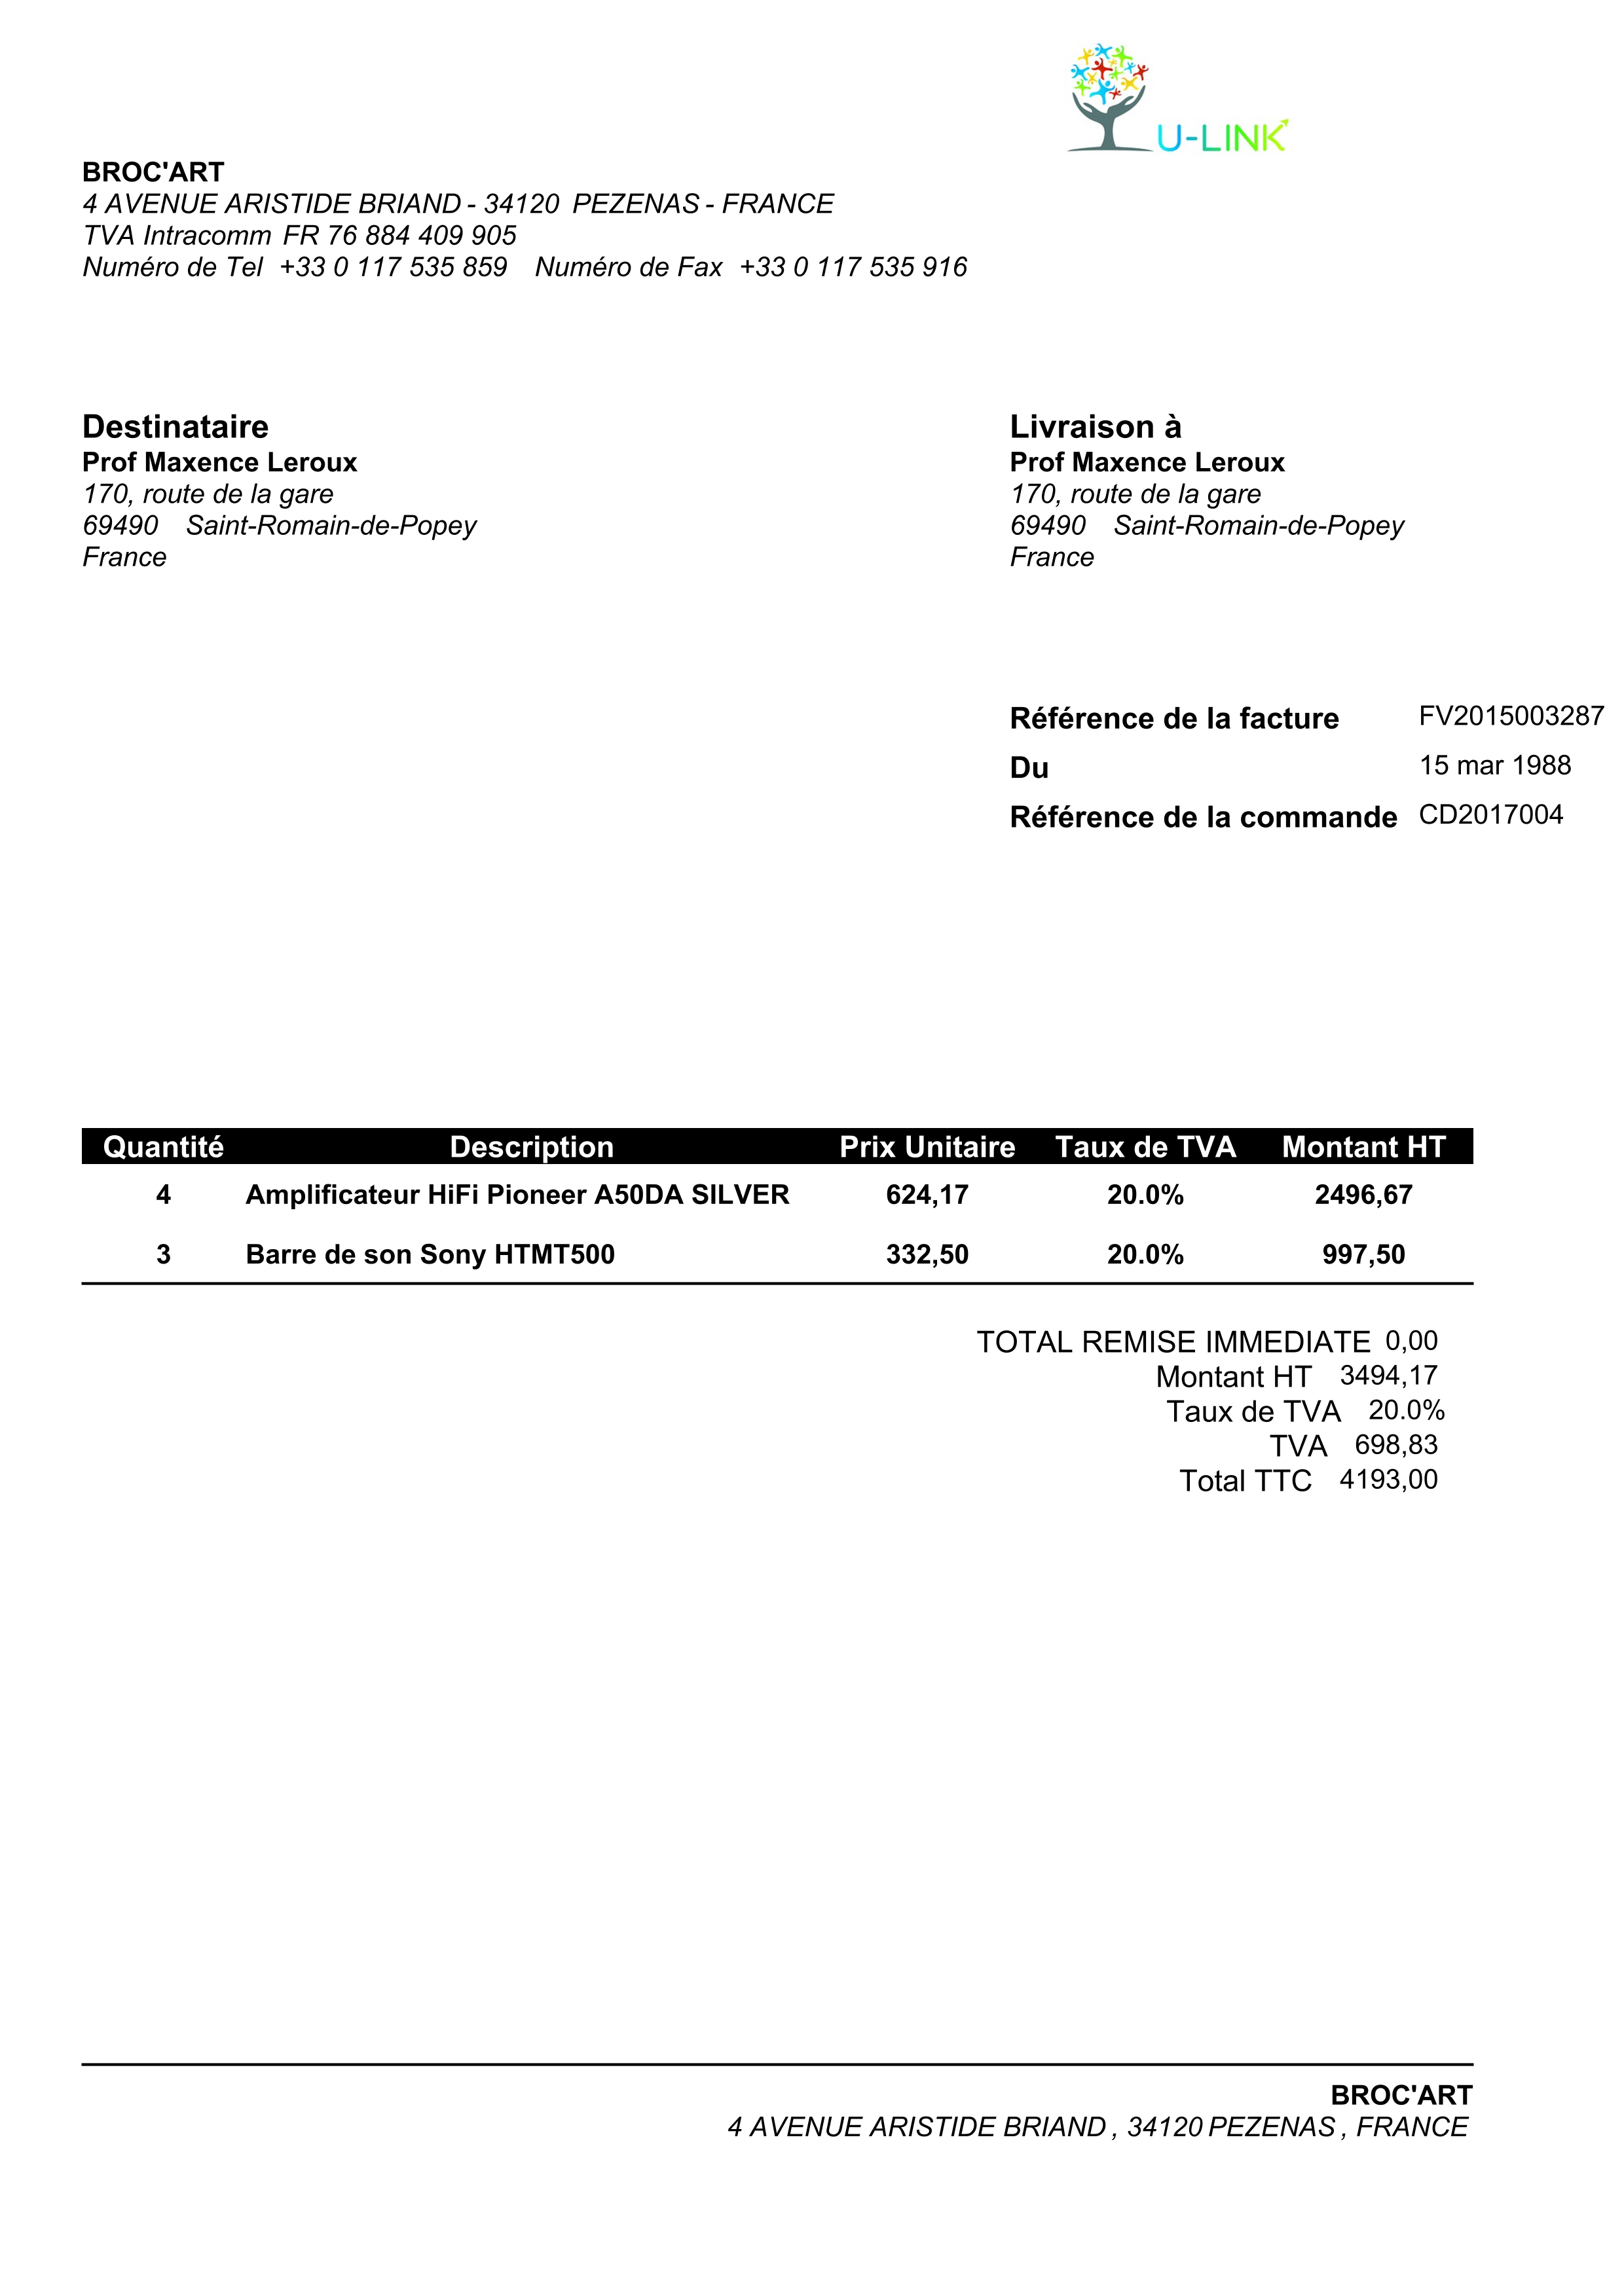 U-LINK
BROC'ART
4 AVENUE ARISTIDE BRIAND - 34120 PEZENAS - FRANCE
TVA Intracomm FR 76 884 409 905
Numéro de Tel +33 0 117 535 859 Numéro de Fax +33 0 117 535 916
Destinataire
Prof Maxence Leroux
170, route de la gare
69490 Saint-Romain-de-Popey
France
Livraison à
Prof Maxence Leroux
170, route de la gare
69490 Saint-Romain-de-Popey
France
Référence de la facture FV2015003287
Du 15 mar 1988
Référence de la commande CD2017004
Quantité Description Prix Unitaire Taux de TVA Montant HT
4 Amplificateur HiFi Pioneer A50DA SILVER 624,17 20.0% 2496,67
3 Barre de son Sony HTMT500 332,50 20.0% 997,50
TOTAL REMISE IMMEDIATE 0,00
Montant HT 3494,17
Taux de TVA 20.0%
TVA 698,83
Total TTC 4193,00
BROC'ART
4 AVENUE ARISTIDE BRIAND , 34120 PEZENAS , FRANCE